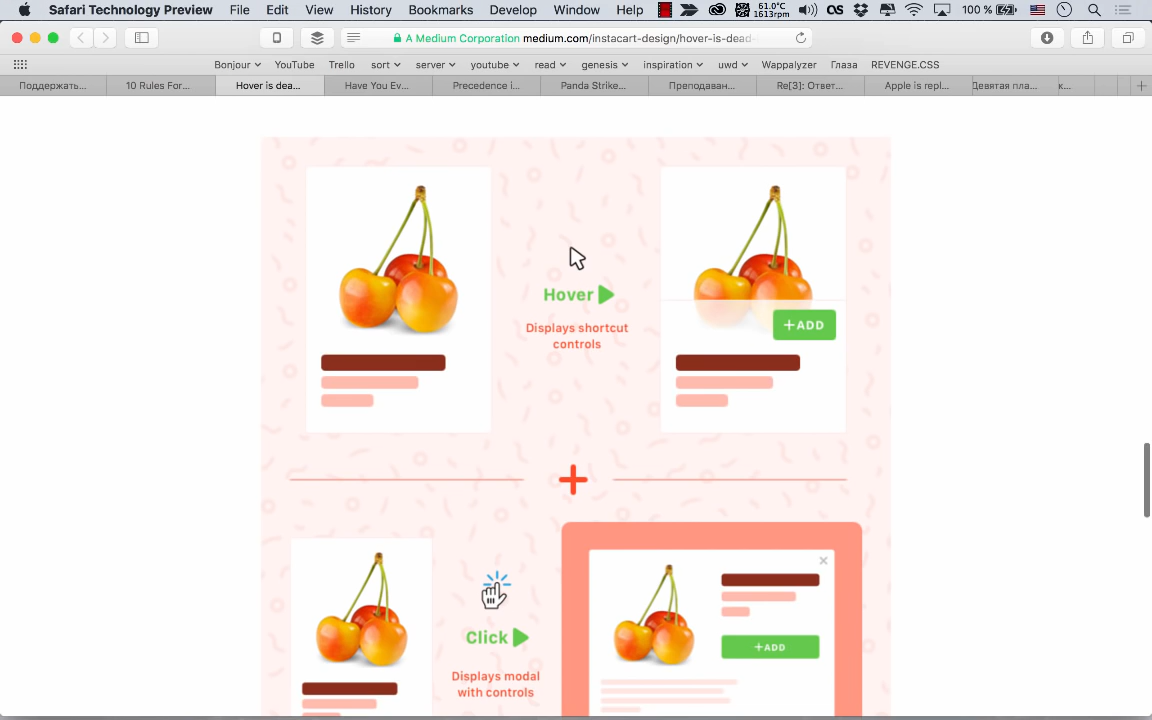 Safari Technology Preview File Edit View History Bookmarks Develop Window Help 61.0°C 1613rpm 100 %
A Medium Corporation medium.com/instacart-design/hover-is-dead-
Bonjour YouTube Trello sort server youtube read genesis inspiration uwd Wappalyzer Глаза REVENGE.CSS
Поддержать... 10 Rules For... Hover is dea... Have You Ev... Precedence i... Panda Strike... Преподаван... Re[3]: Ответ... Apple is repl... Девятая пла... к...
Hover
Displays shortcut
controls
+ADD
Click
Displays modal
with controls
+ADD